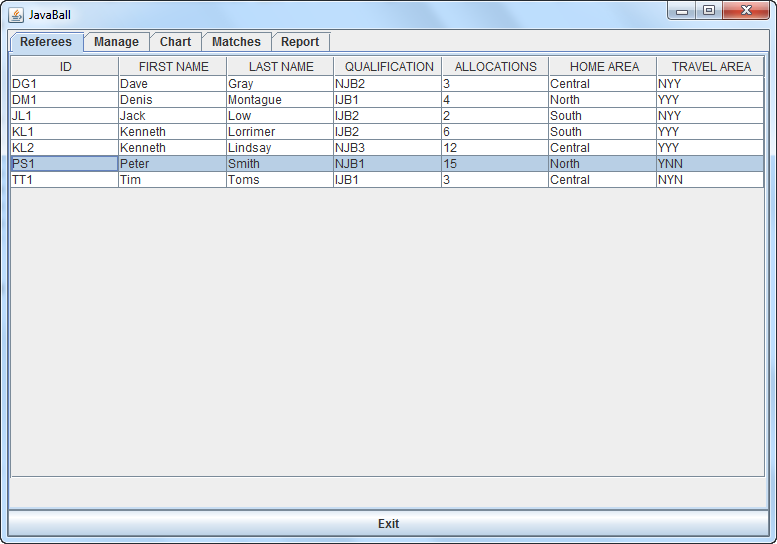 JavaBall
Referees Manage Chart Matches Report
ID FIRST NAME LAST NAME QUALIFICATION ALLOCATIONS HOME AREA TRAVEL AREA
DG1 Dave Gray NJB2 3 Central NYY
DM1 Denis Montague IJB1 4 North YYY
JL1 Jack Low IJB2 2 South NYY
KL1 Kenneth Lorrimer IJB2 6 South YYY
KL2 Kenneth Lindsay NJB3 12 Central YYY
PS1 Peter Smith NJB1 15 North YNN
TT1 Tim Toms IJB1 3 Central NYN
Exit